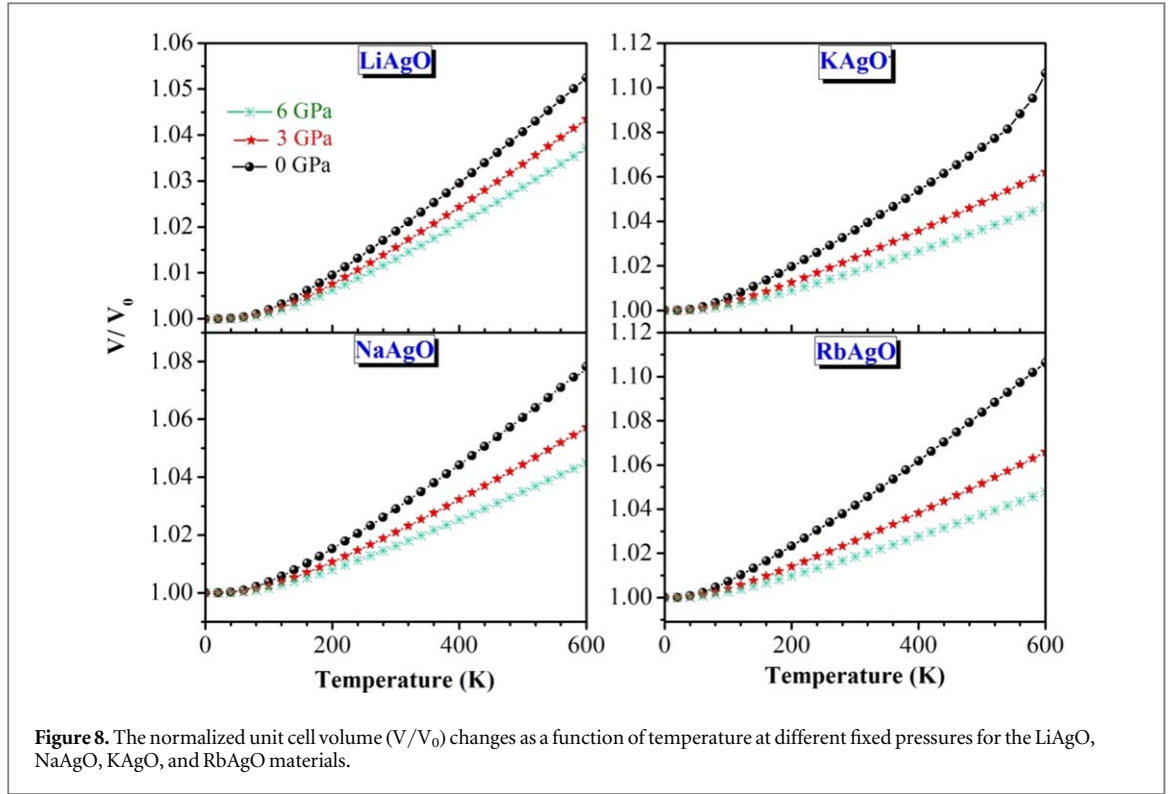 LiAgO
6 GPa
3 GPa
0 GPa
1.06
1.05
1.04
1.03
1.02
1.01
1.00
KAgO
1.12
1.10
1.08
1.06
1.04
1.02
1.00
V/ V0
NaAgO
1.08
1.06
1.04
1.02
1.00
0 200 400 600
Temperature (K)
RbAgO
1.12
1.10
1.08
1.06
1.04
1.02
1.00
0 200 400 600
Temperature (K)
Figure 8. The normalized unit cell volume (V/V0) changes as a function of temperature at different fixed pressures for the LiAgO,
NaAgO, KAgO, and RbAgO materials.